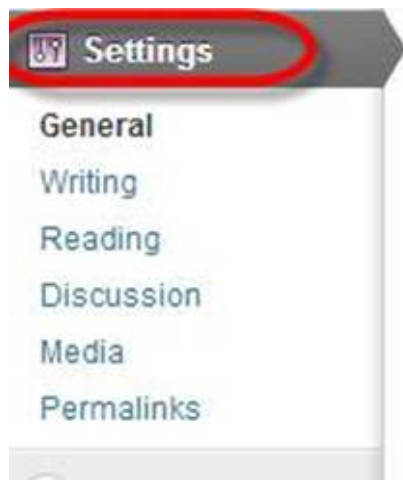 Settings
General
Writing
Reading
Discussion
Media
Permalinks